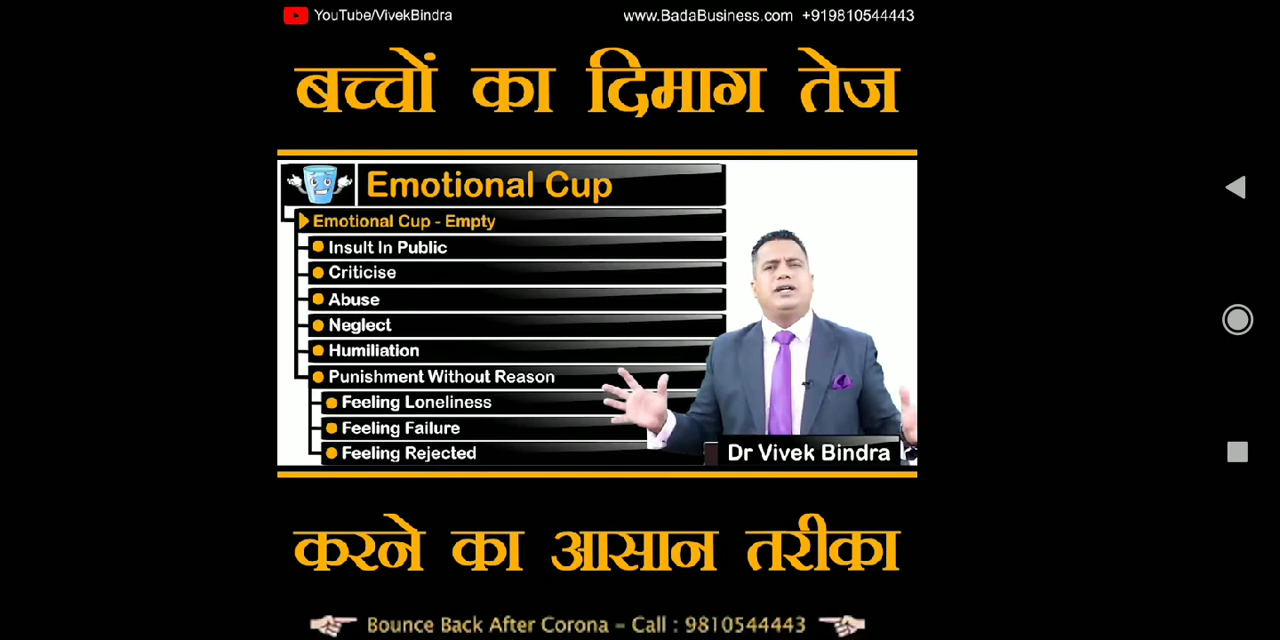 YouTube/VivekBindra
www.BadaBusiness.com +919810544443
बच्चों का दिमाग तेज
Emotional Cup
Emotional Cup - Empty
Insult In Public
Criticise
Abuse
Neglect
Humiliation
Punishment Without Reason
Feeling Loneliness
Feeling Failure
Feeling Rejected
Dr Vivek Bindra
करने का आसान तरीका
Bounce Back After Corona – Call : 9810544443